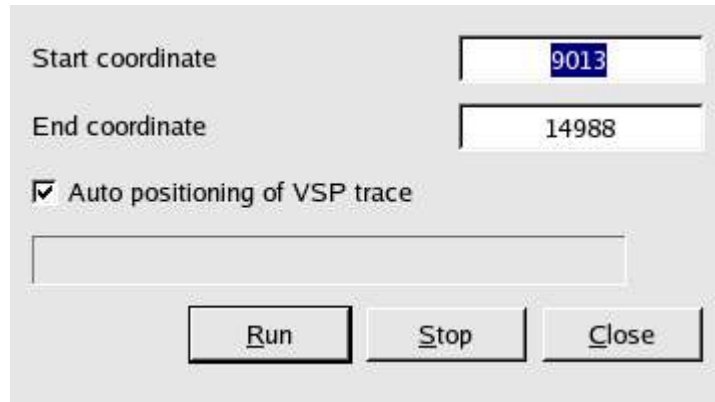 Start coordinate 9013
End coordinate 14988
Auto positioning of VSP trace
Run Stop Close